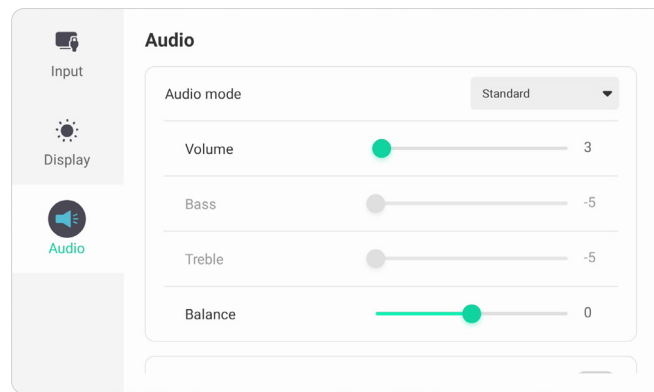 Input
Display
Audio
Audio
Audio mode Standard
Volume 3
Bass -5
Treble -5
Balance 0